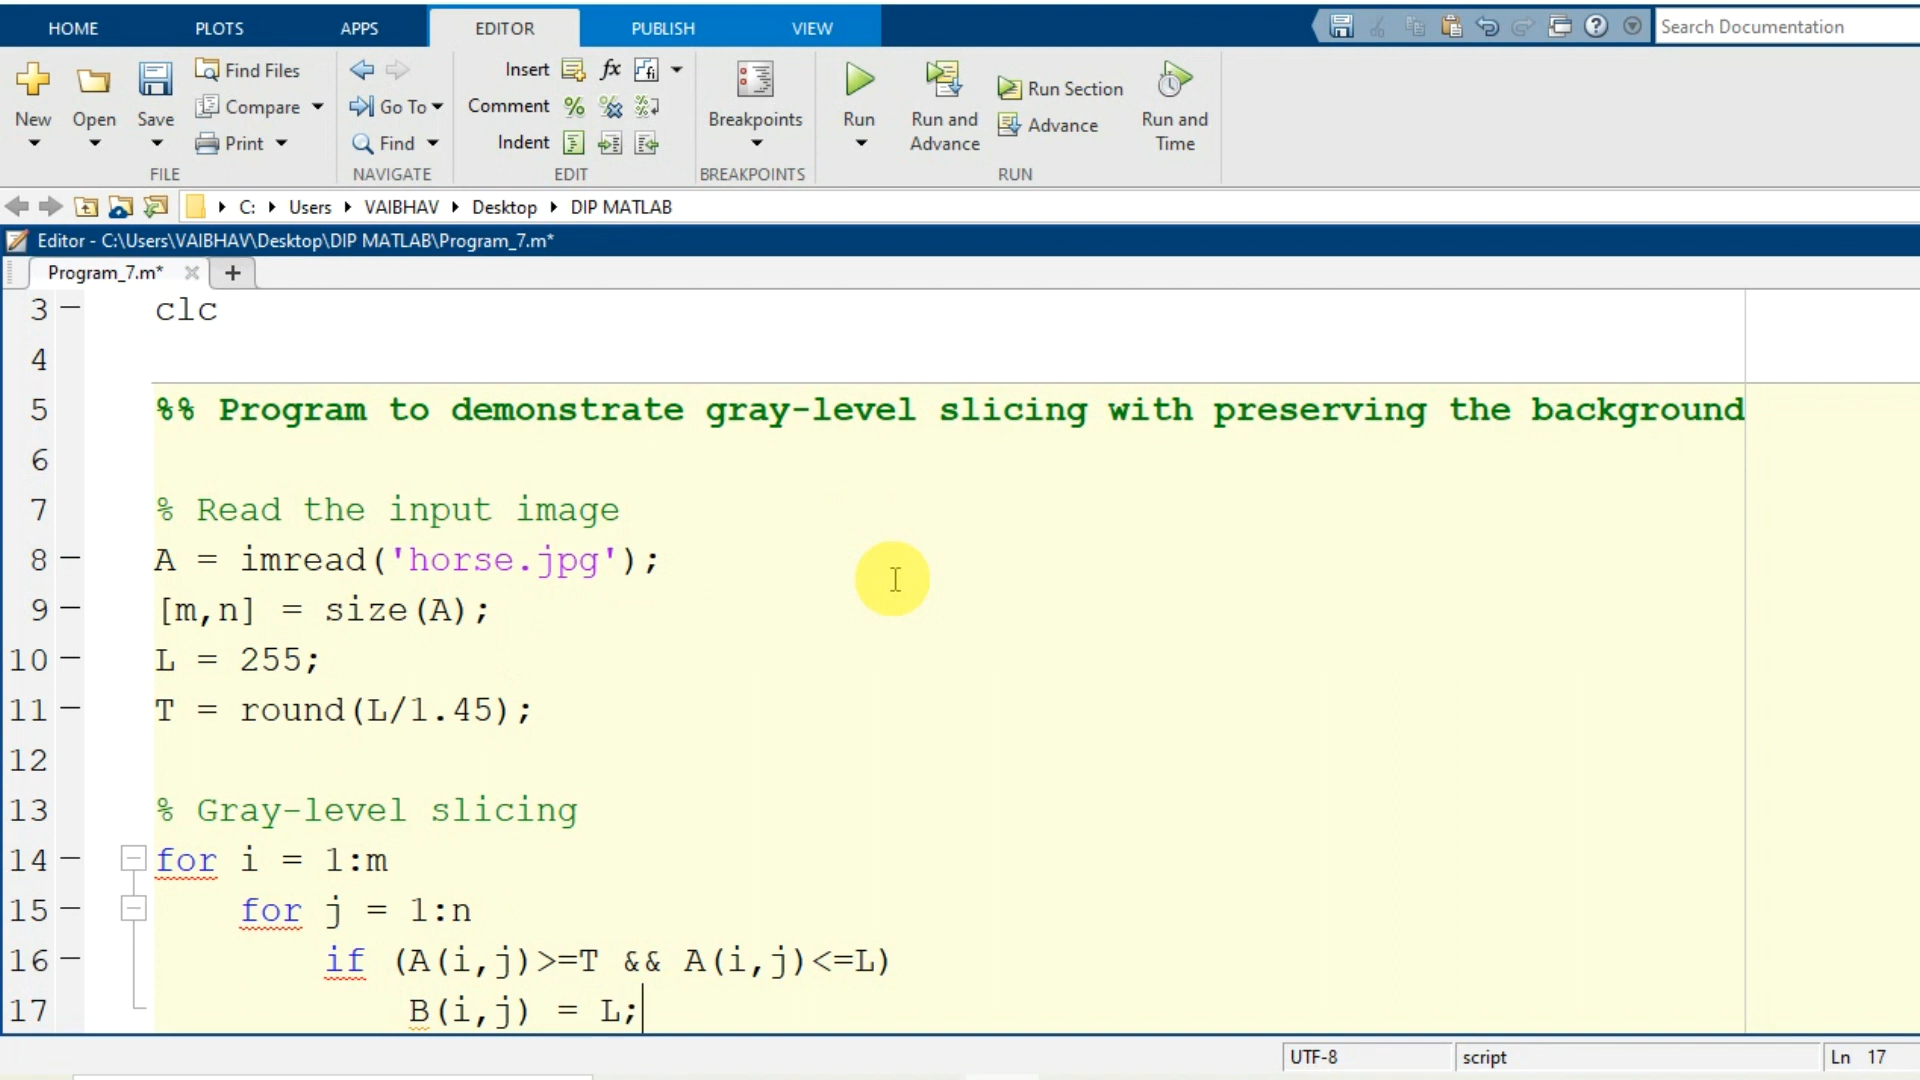 HOME PLOTS APPS EDITOR PUBLISH VIEW Search Documentation
New Open Save Find Files Compare Print
FILE
Go To Find
NAVIGATE
Insert fx
Comment
Indent
EDIT
Breakpoints
BREAKPOINTS
Run Run and Advance Run Section Advance Run and Time
RUN
C: Users VAIBHAV Desktop DIP MATLAB
Editor - C:\Users\VAIBHAV\Desktop\DIP MATLAB\Program_7.m*
Program_7.m*
3 clc
4
5 %% Program to demonstrate gray-level slicing with preserving the background
6
7 % Read the input image
8 A = imread('horse.jpg');
9 [m,n] = size(A);
10 L = 255;
11 T = round(L/1.45);
12
13 % Gray-level slicing
14 for i = 1:m
15 for j = 1:n
16 if (A(i,j)>=T && A(i,j)<=L)
17 B(i,j) = L;
UTF-8 script Ln 17